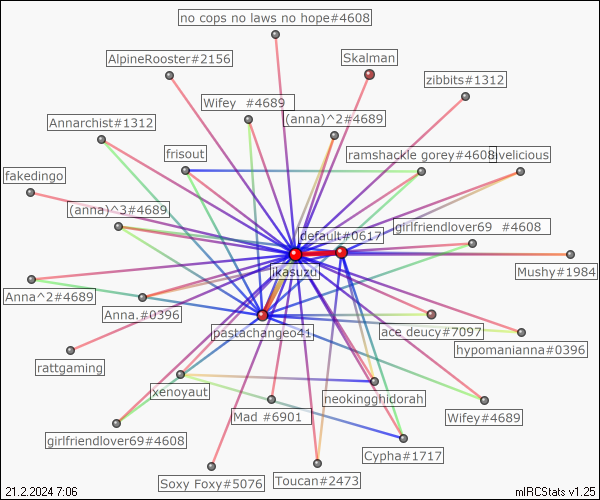 no cops no laws no hope#4608
AlpineRooster#2156
Skalman
zibbits#1312
Wifey #4689
(anna)^2#4689
Annarchist#1312
frisout
ramshackle gorey#4608
velicious
fakedingo
(anna)^3#4689
default#0617
girlfriendlover69 #4608
ikasuzu
Mushy#1984
Anna^2#4689
Anna.#0396
pastachangeo41
ace deucy#7097
hypomanianna#0396
rattgaming
xenoyaut
neokingghidorah
Mad #6901
Wifey#4689
girlfriendlover69#4608
Cypha#1717
Soxy Foxy#5076
Toucan#2473
21.2.2024 7:06
mIRCStats v1.25